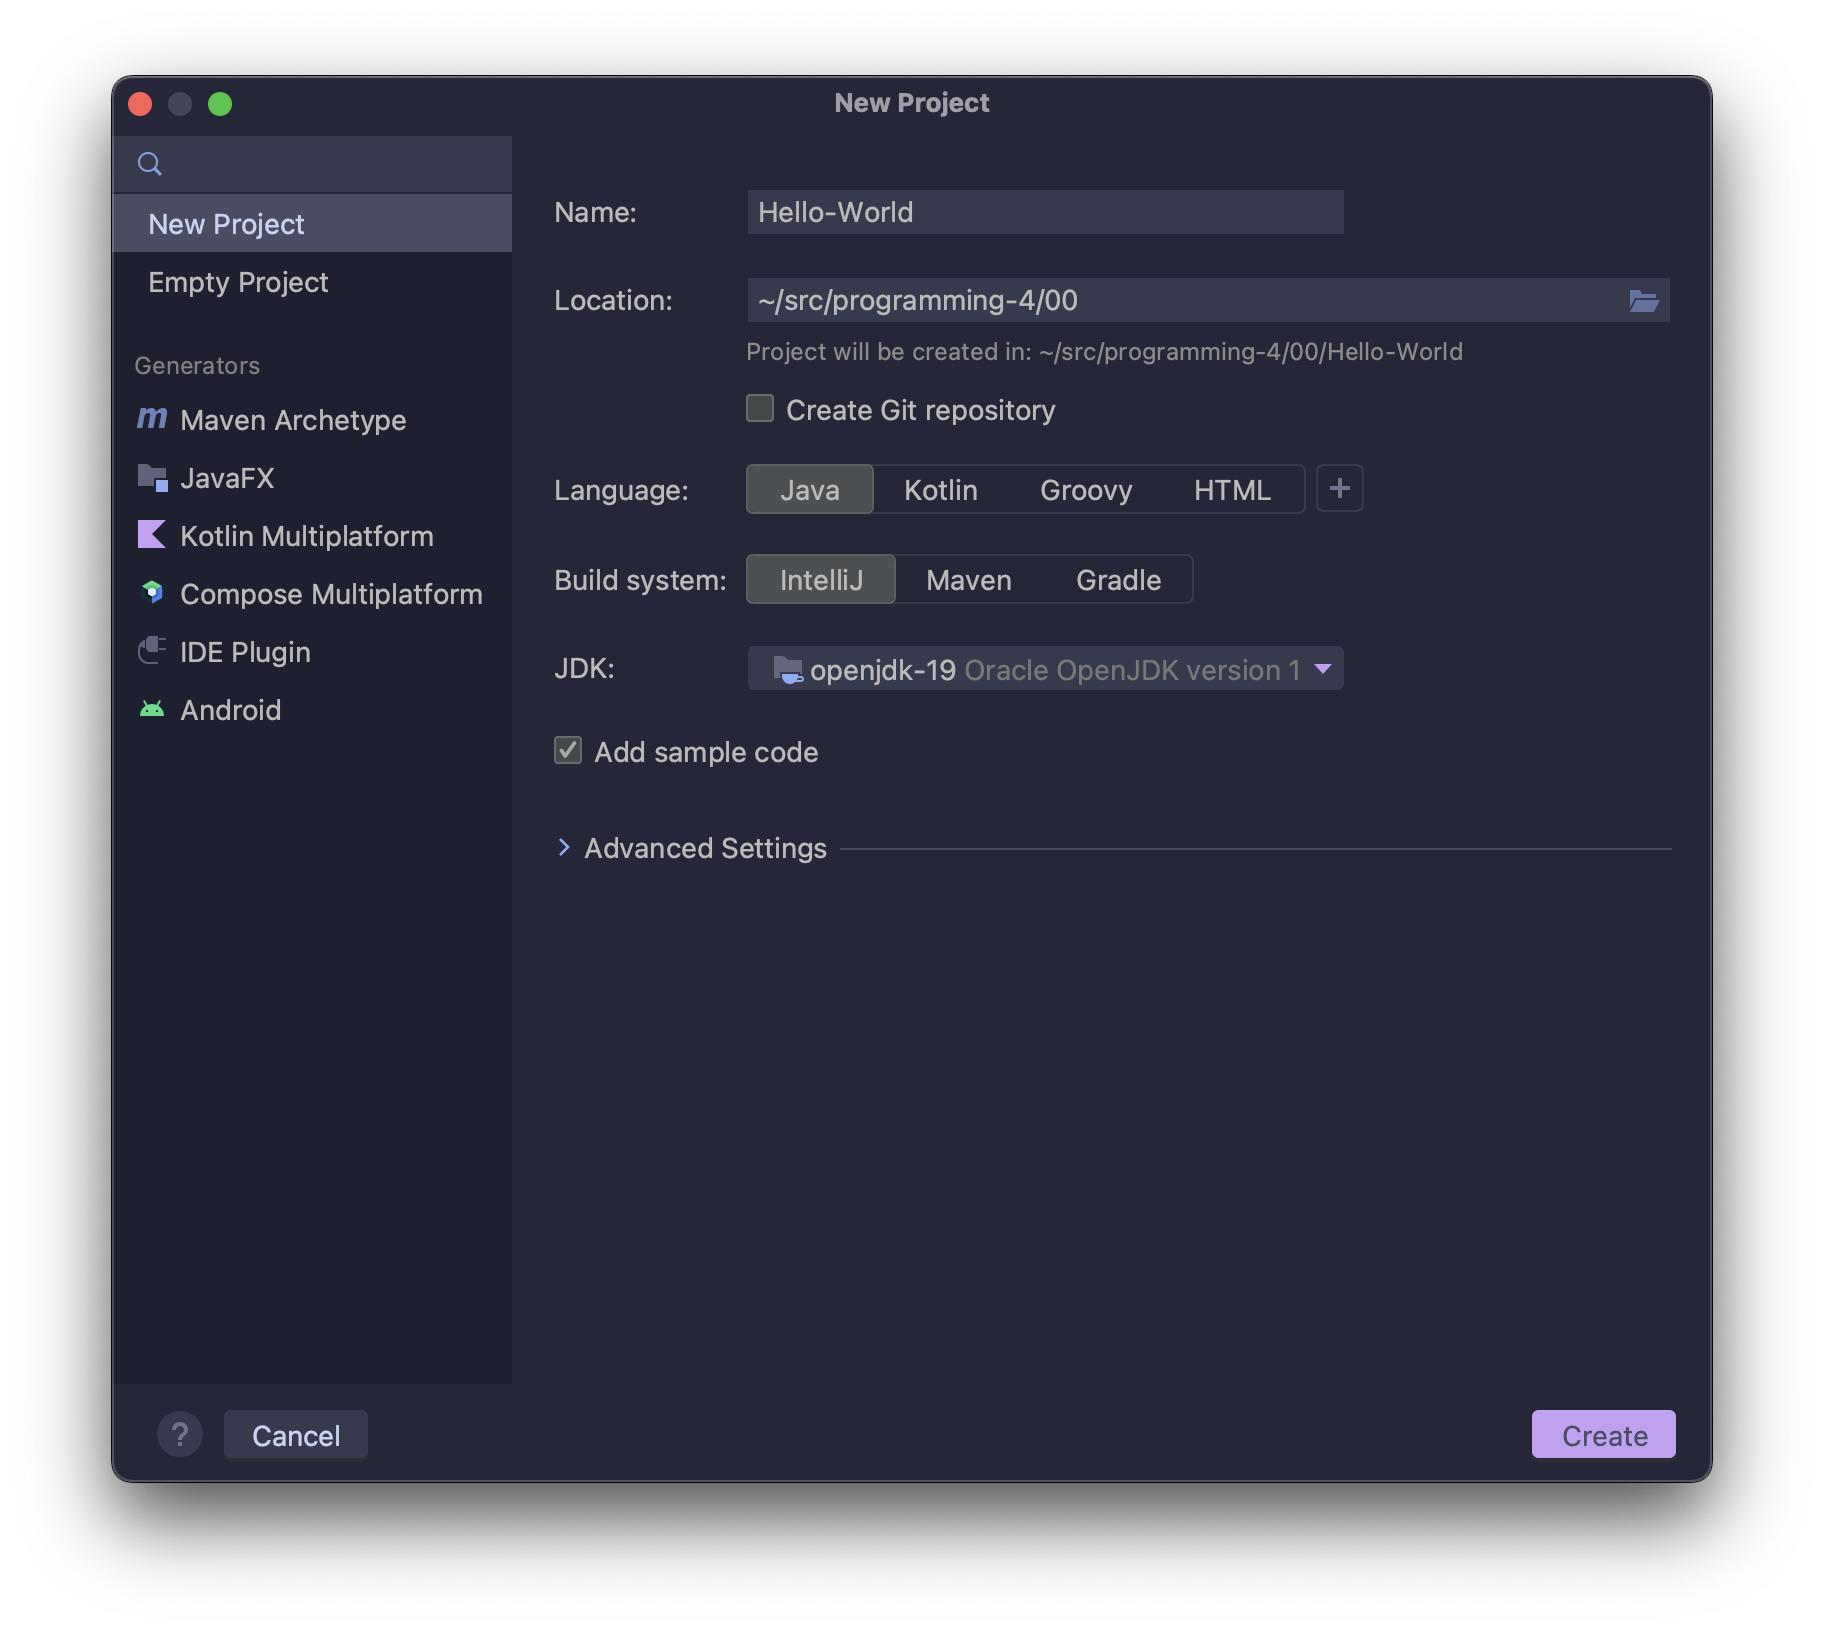 New Project
New Project
Empty Project
Generators
Maven Archetype
JavaFX
Kotlin Multiplatform
Compose Multiplatform
IDE Plugin
Android
Name: Hello-World
Location: ~/src/programming-4/00
Project will be created in: ~/src/programming-4/00/Hello-World
Create Git repository
Language: Java Kotlin Groovy HTML +
Build system: IntelliJ Maven Gradle
JDK: openjdk-19 Oracle OpenJDK version 1
Add sample code
Advanced Settings
? Cancel Create